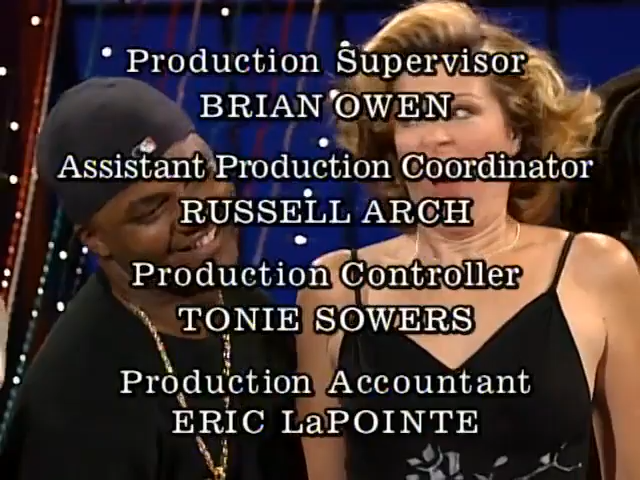 Production Supervisor
BRIAN OWEN
Assistant Production Coordinator
RUSSELL ARCH
Production Controller
TONIE SOWERS
Production Accountant
ERIC LaPOINTE